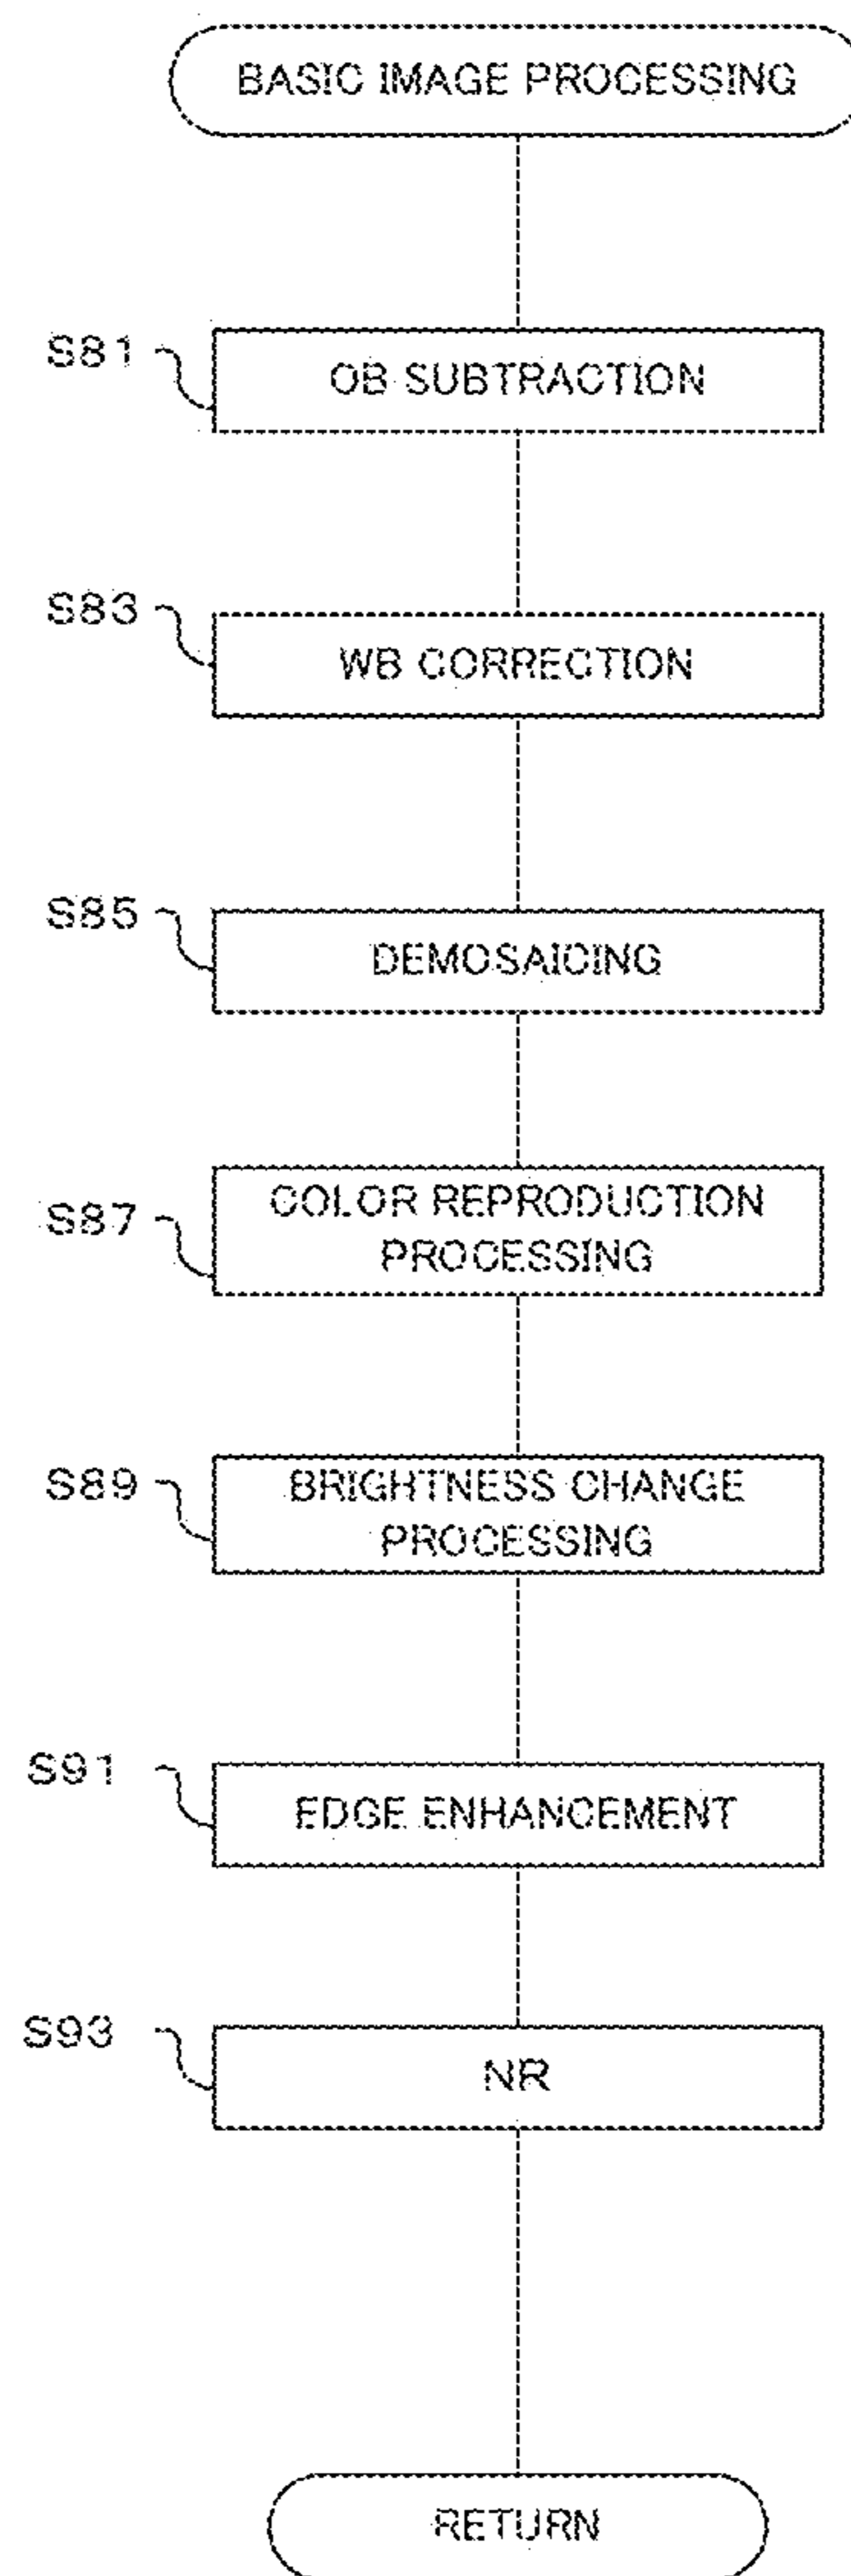 BASIC IMAGE PROCESSING
S81
OB SUBTRACTION
S83
WB CORRECTION
S85
DEMOSAICING
S87
COLOR REPRODUCTION
PROCESSING
S89
BRIGHTNESS CHANGE
PROCESSING
S91
EDGE ENHANCEMENT
S93
NR
RETURN